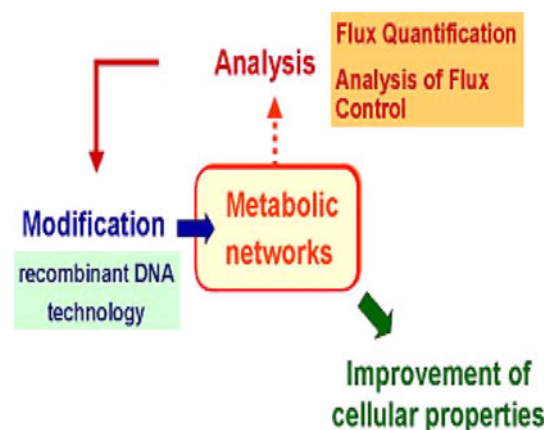 Flux Quantification
Analysis
Analysis of Flux
Control
Metabolic
networks
Modification
recombinant DNA
technology
Improvement of
cellular properties